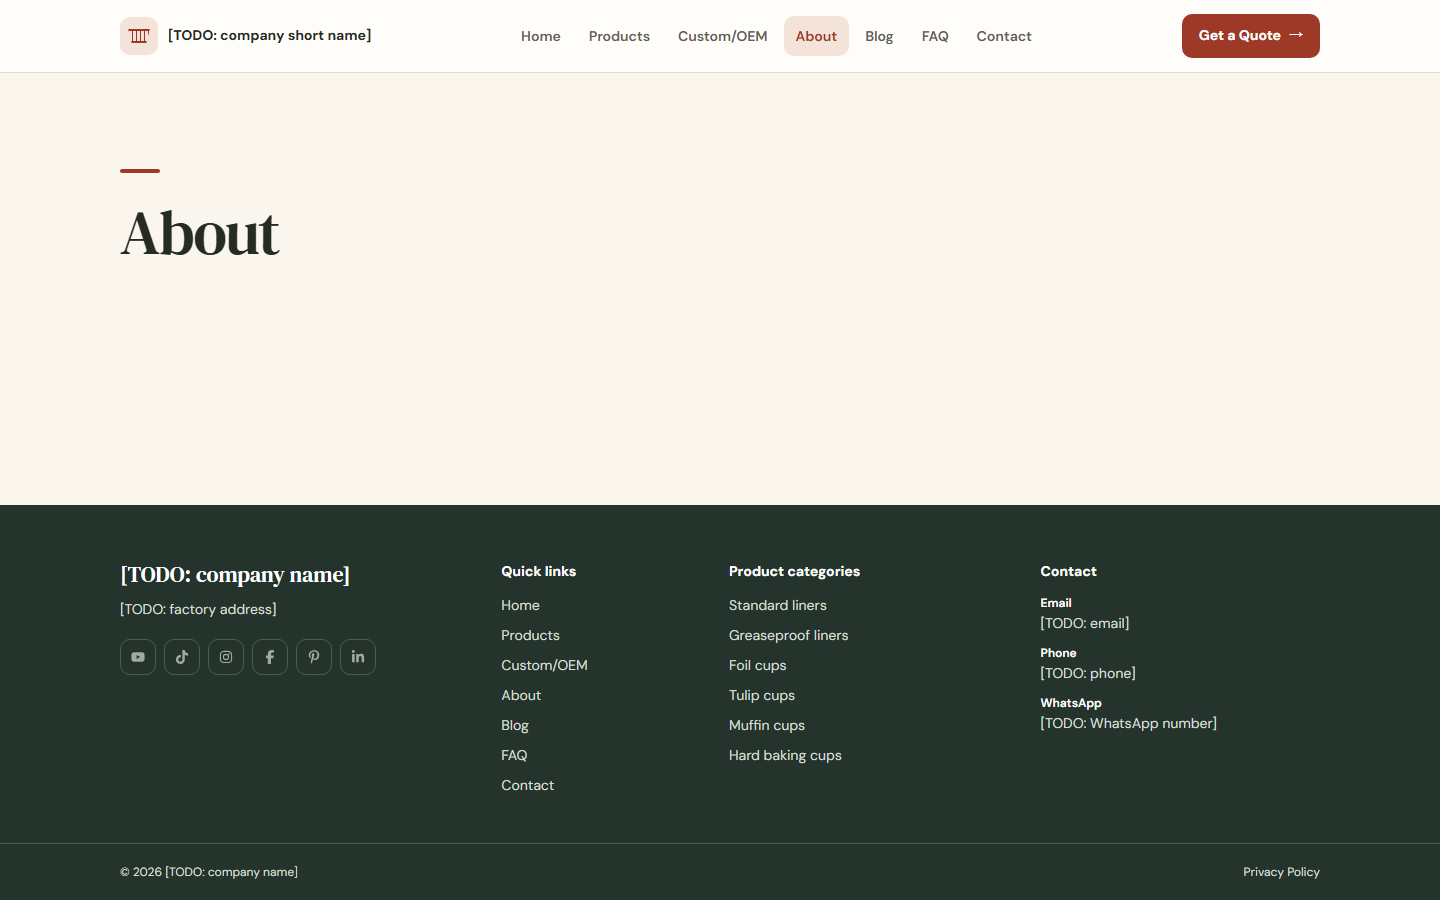 [TODO: company short name]
Home
Products
Custom/OEM
About
Blog
FAQ
Contact
Get a Quote →
About
[TODO: company name]
[TODO: factory address]
Quick links
Home
Products
Custom/OEM
About
Blog
FAQ
Contact
Product categories
Standard liners
Greaseproof liners
Foil cups
Tulip cups
Muffin cups
Hard baking cups
Contact
Email
[TODO: email]
Phone
[TODO: phone]
WhatsApp
[TODO: WhatsApp number]
© 2026 [TODO: company name]
Privacy Policy